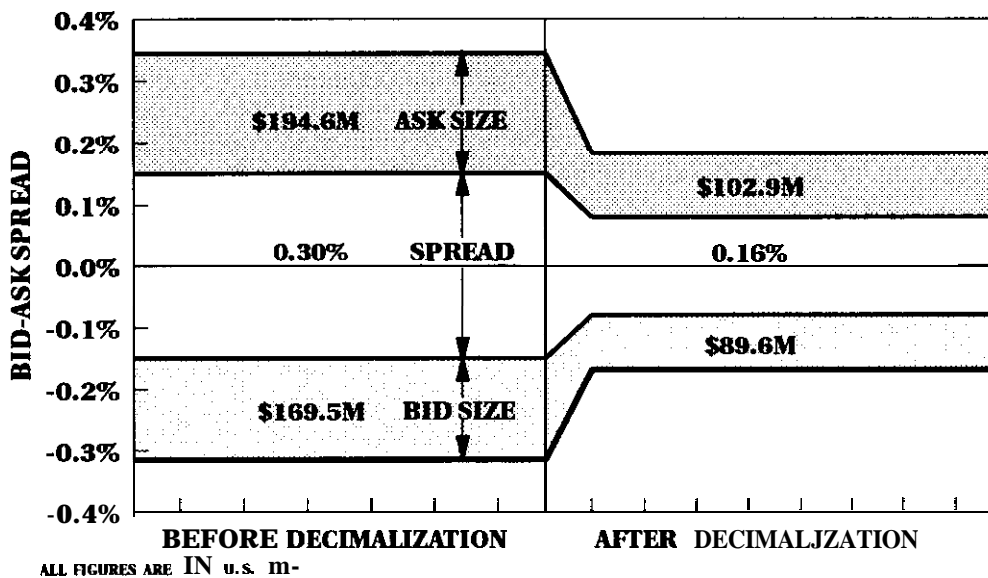 0.4%
0.3%
$194.6M ASK SIZE
0.2%
$102.9M
0.1%
0.30% SPREAD 0.16%
0.0%
BID-ASK SPREAD
-0.1%
$89.6M
-0.2%
$169.5M BID SIZE
-0.3%
-0.4%
BEFORE DECIMALIZATION AFTER DECIMALJZATION
ALL FIGURES ARE IN U.S. m-